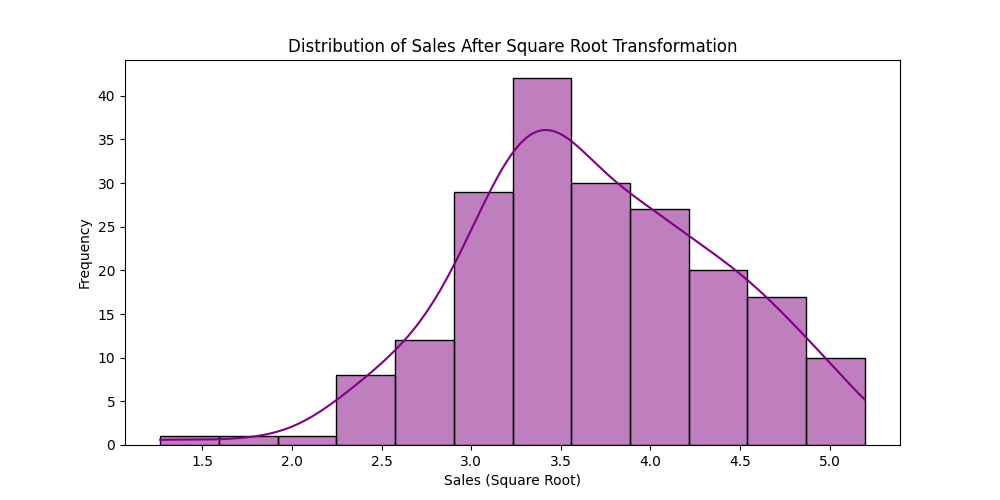 Distribution of Sales After Square Root Transformation
40
35
30
25
20
15
10
5
0
Frequency
1.5 2.0 2.5 3.0 3.5 4.0 4.5 5.0
Sales (Square Root)